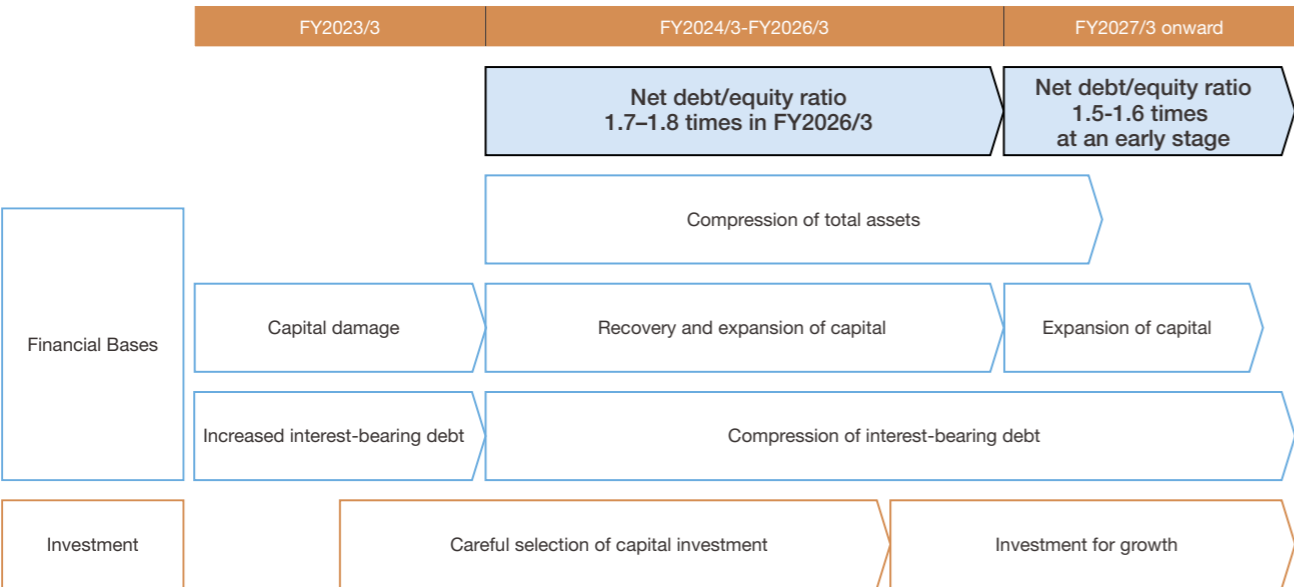 FY2023/3
FY2024/3-FY2026/3
FY2027/3 onward
Net debt/equity ratio
1.7–1.8 times in FY2026/3
Net debt/equity ratio
1.5-1.6 times
at an early stage
Compression of total assets
Financial Bases
Capital damage
Recovery and expansion of capital
Expansion of capital
Increased interest-bearing debt
Compression of interest-bearing debt
Investment
Careful selection of capital investment
Investment for growth